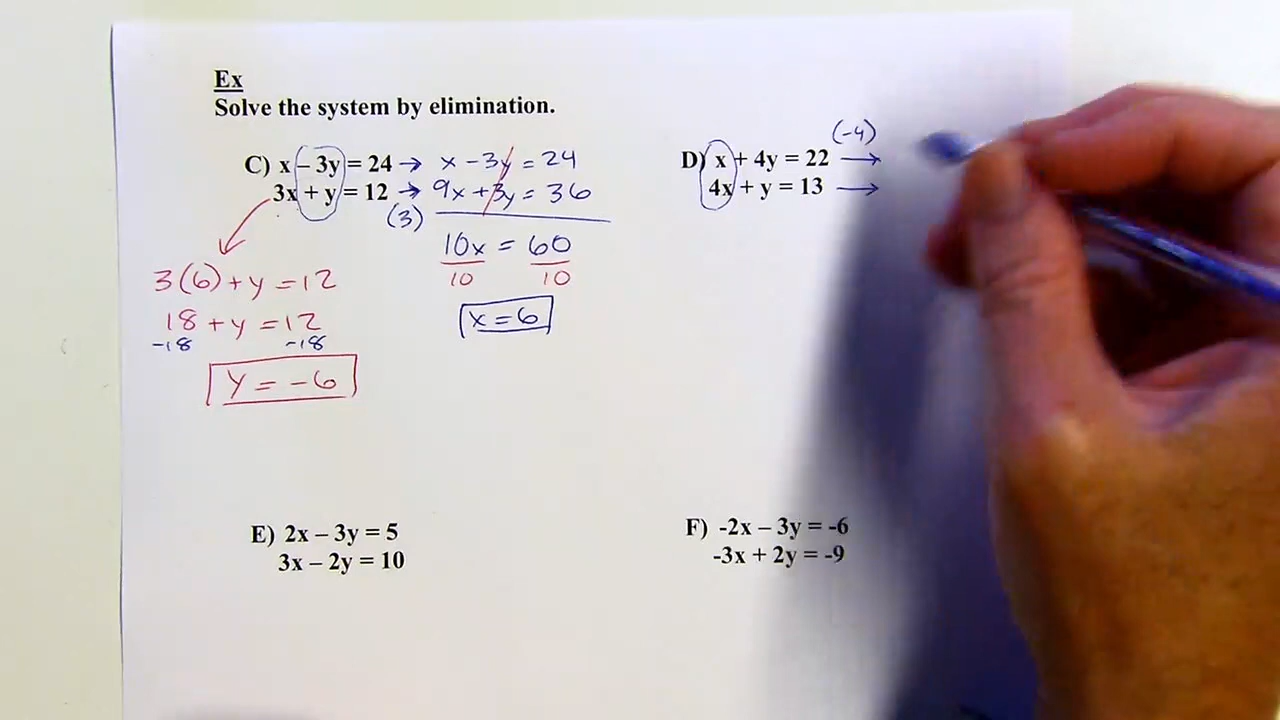 Ex
Solve the system by elimination.
C) x – 3y = 24 → x – 3y = 24
3x + y = 12 → 9x + 3y = 36
(3)
10x = 60
10 10
x = 6
3(6) + y = 12
18 + y = 12
-18 -18
y = -6
(-4)
D) x + 4y = 22 →
4x + y = 13 →
E) 2x – 3y = 5
3x – 2y = 10
F) -2x – 3y = -6
-3x + 2y = -9